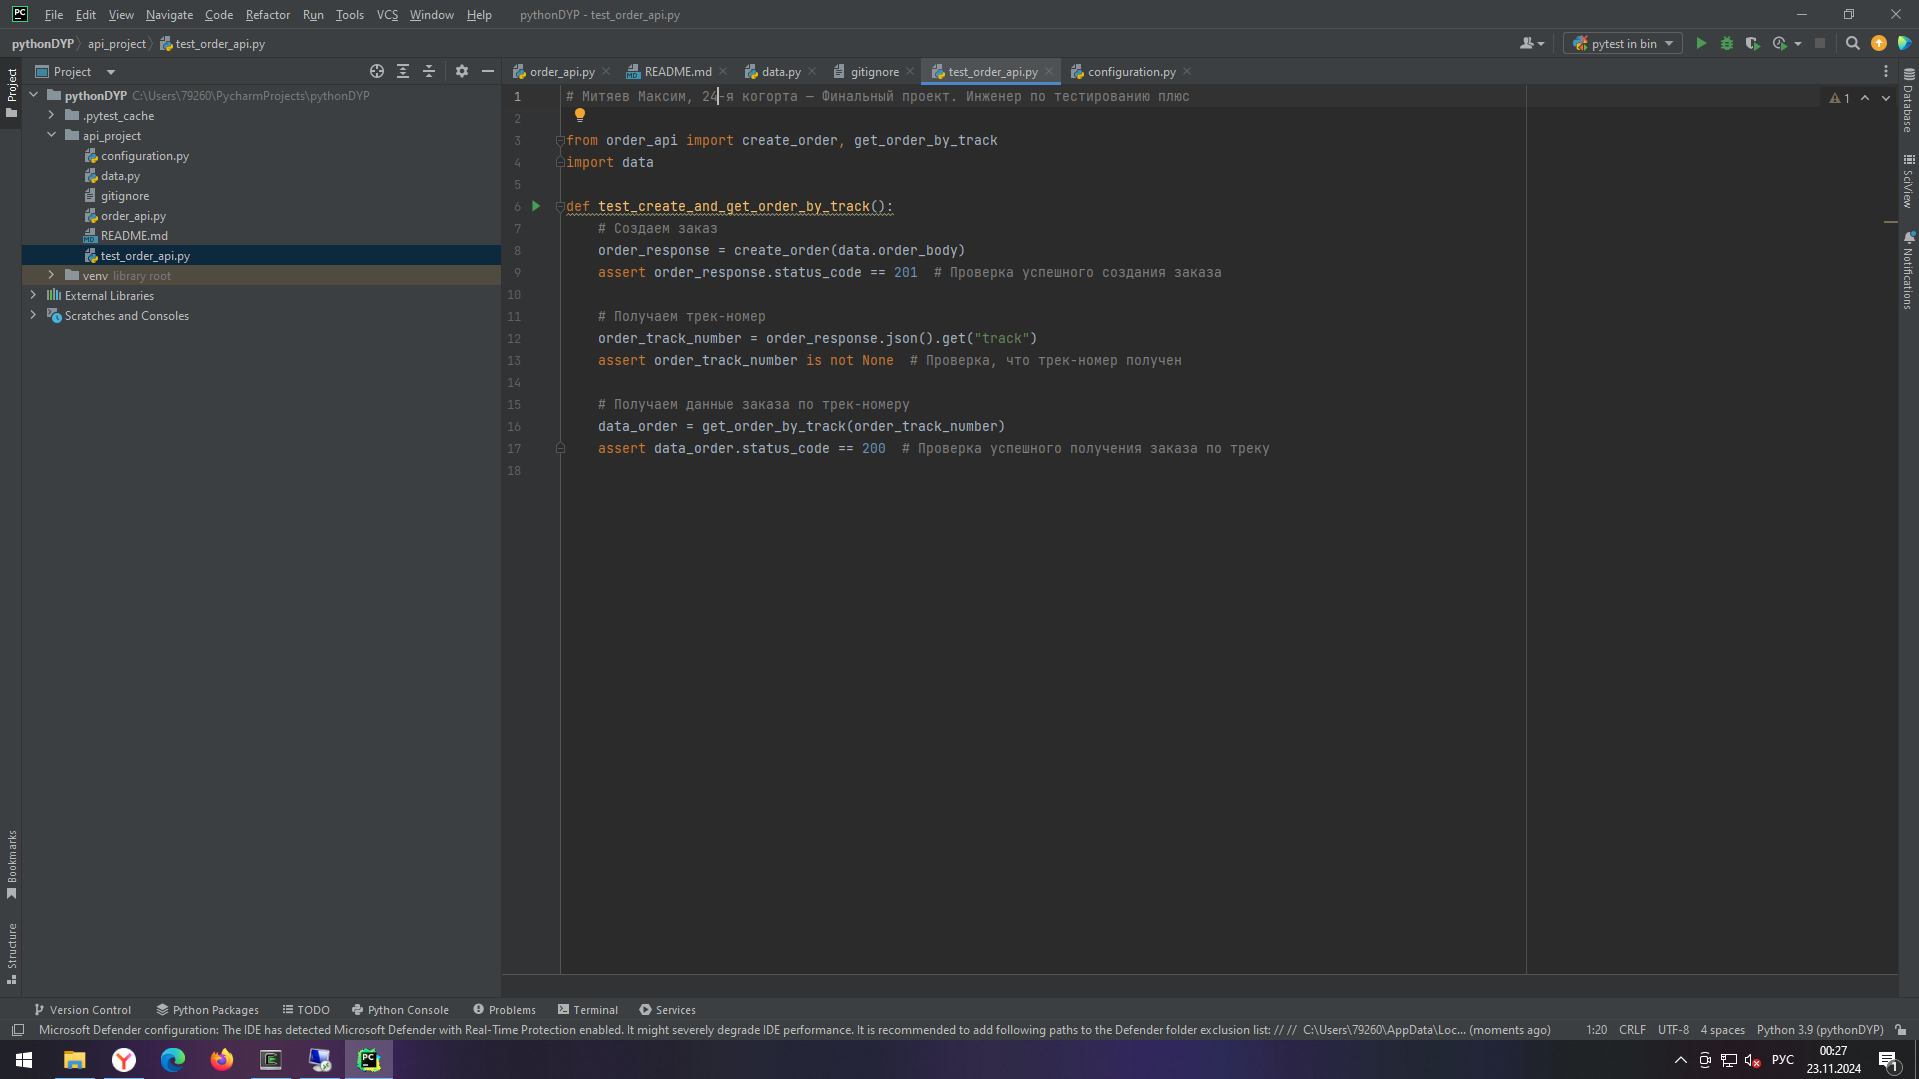 PC File Edit View Navigate Code Refactor Run Tools VCS Window Help pythonDYP - test_order_api.py
pythonDYP api_project test_order_api.py pytest in bin
Project
order_api.py README.md data.py gitignore test_order_api.py configuration.py
Project
pythonDYP C:\Users\79260\PycharmProjects\pythonDYP
.pytest_cache
api_project
configuration.py
data.py
gitignore
order_api.py
README.md
test_order_api.py
venv library root
External Libraries
Scratches and Consoles
1 # Митяев Максим, 24-я когорта – Финальный проект. Инженер по тестированию плюс
2
3 from order_api import create_order, get_order_by_track
4 import data
5
6 def test_create_and_get_order_by_track():
7 # Создаем заказ
8 order_response = create_order(data.order_body)
9 assert order_response.status_code == 201 # Проверка успешного создания заказа
10
11 # Получаем трек-номер
12 order_track_number = order_response.json().get("track")
13 assert order_track_number is not None # Проверка, что трек-номер получен
14
15 # Получаем данные заказа по трек-номеру
16 data_order = get_order_by_track(order_track_number)
17 assert data_order.status_code == 200 # Проверка успешного получения заказа по треку
18
1
Database
SciView
Notifications
Bookmarks
Structure
Version Control Python Packages TODO Python Console Problems Terminal Services
Microsoft Defender configuration: The IDE has detected Microsoft Defender with Real-Time Protection enabled. It might severely degrade IDE performance. It is recommended to add following paths to the Defender folder exclusion list: // // C:\Users\79260\AppData\Loc... (moments ago) 1:20 CRLF UTF-8 4 spaces Python 3.9 (pythonDYP)
РУС 00:27
23.11.2024
1